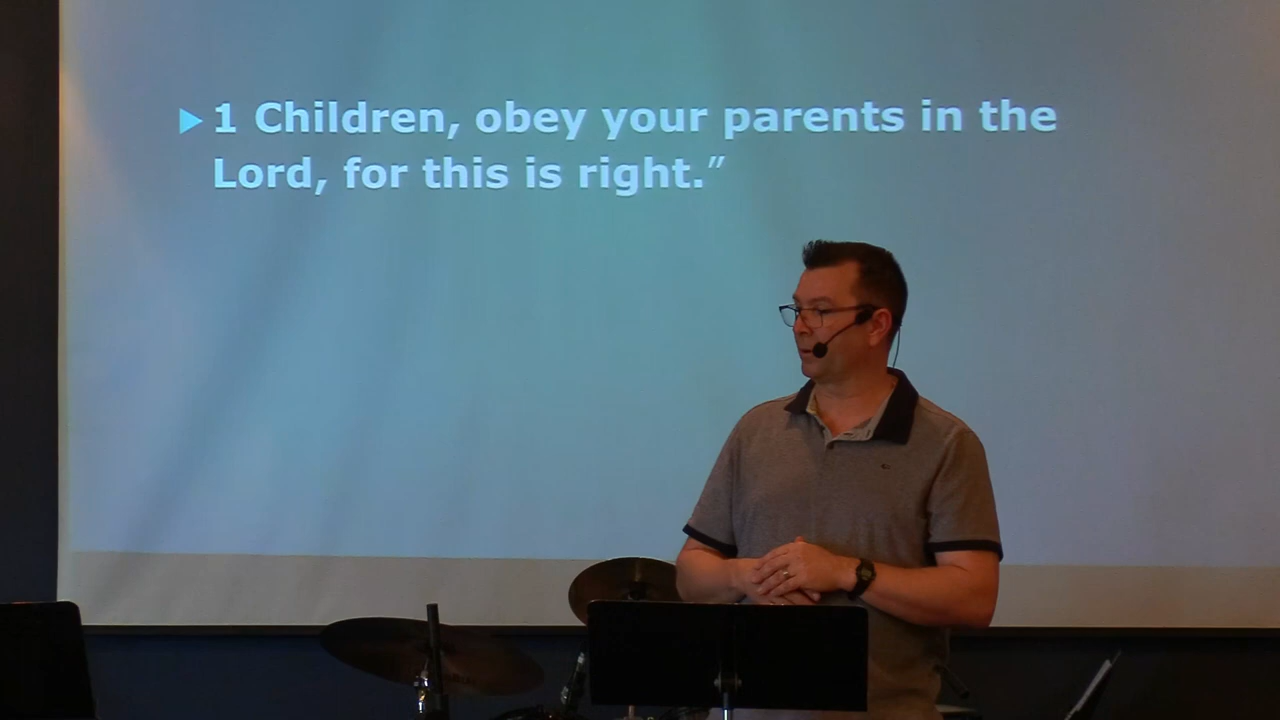 1 Children, obey your parents in the
Lord, for this is right.”